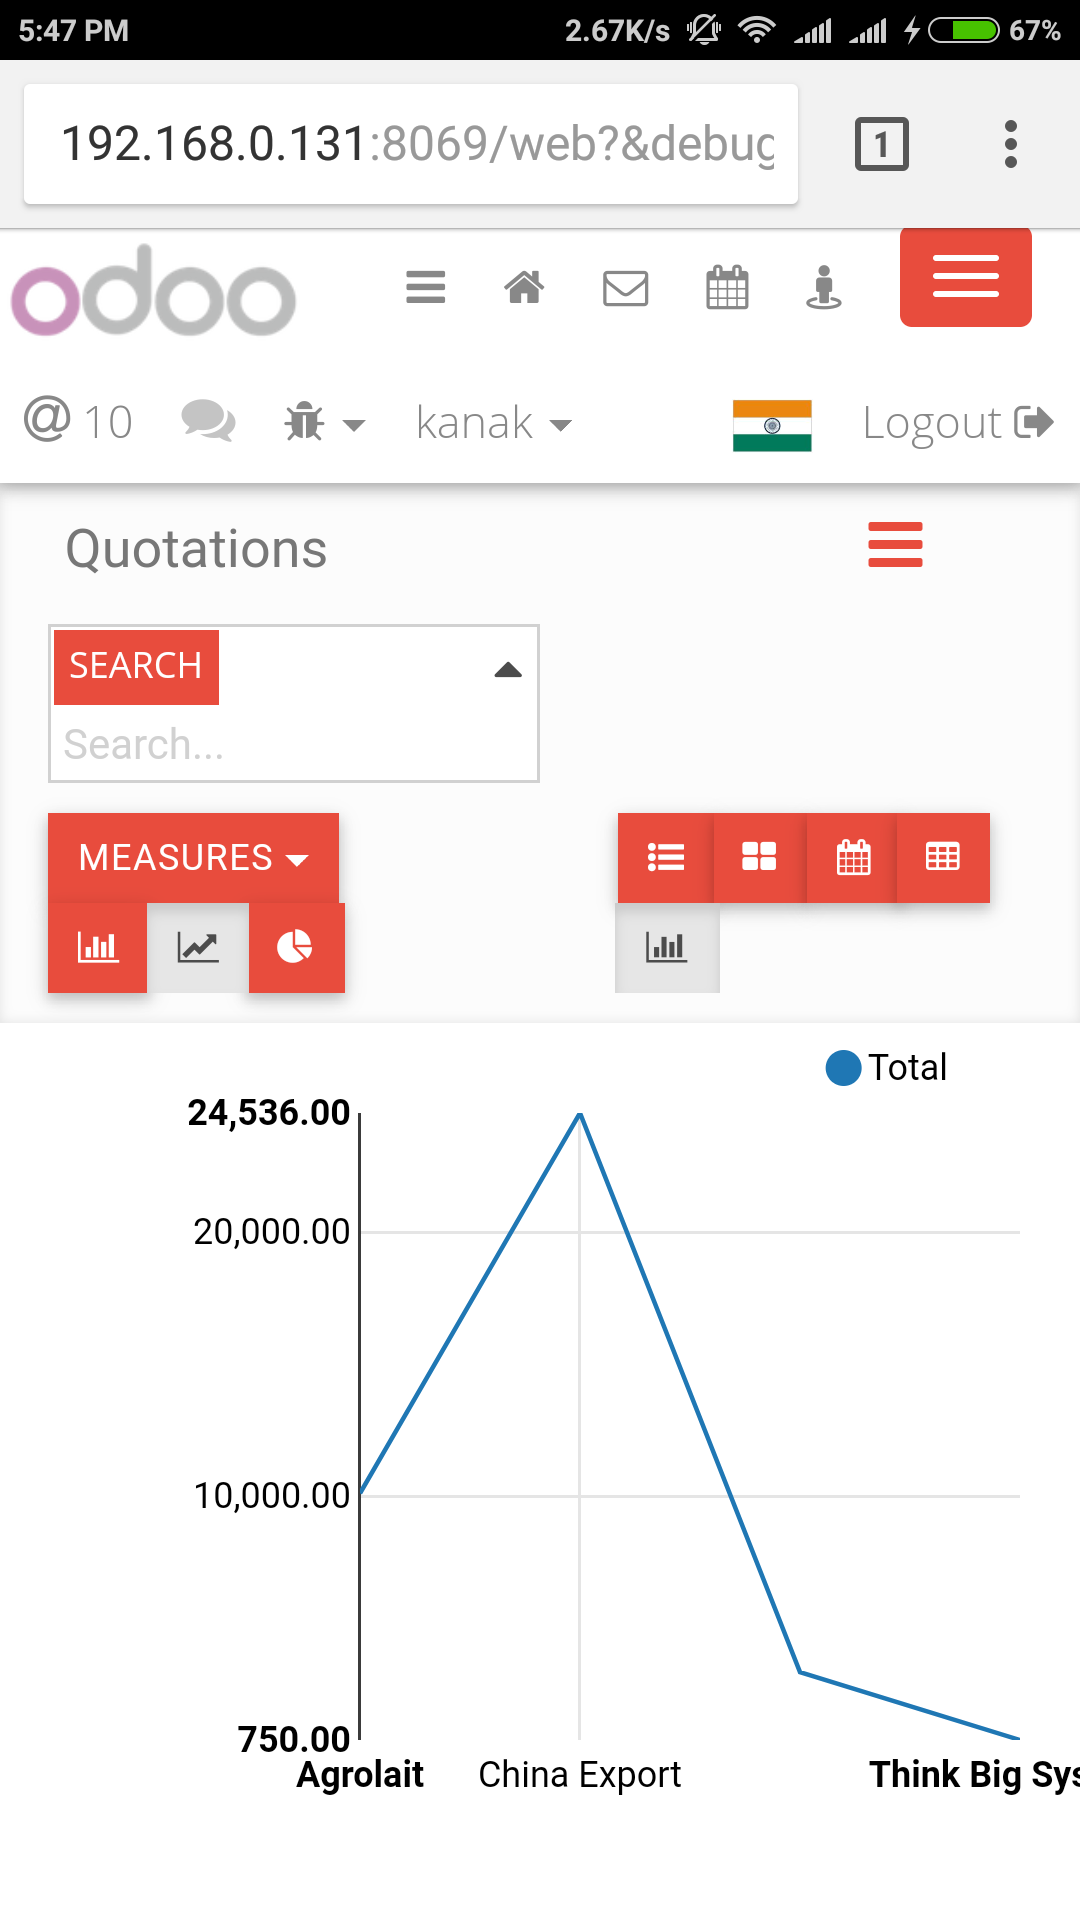 5:47 PM 2.67K/s 67%
192.168.0.131:8069/web?&debug
1
odoo
@ 10 kanak Logout
Quotations
SEARCH
Search...
MEASURES
Total
24,536.00
20,000.00
10,000.00
750.00
Agrolait China Export Think Big Sys